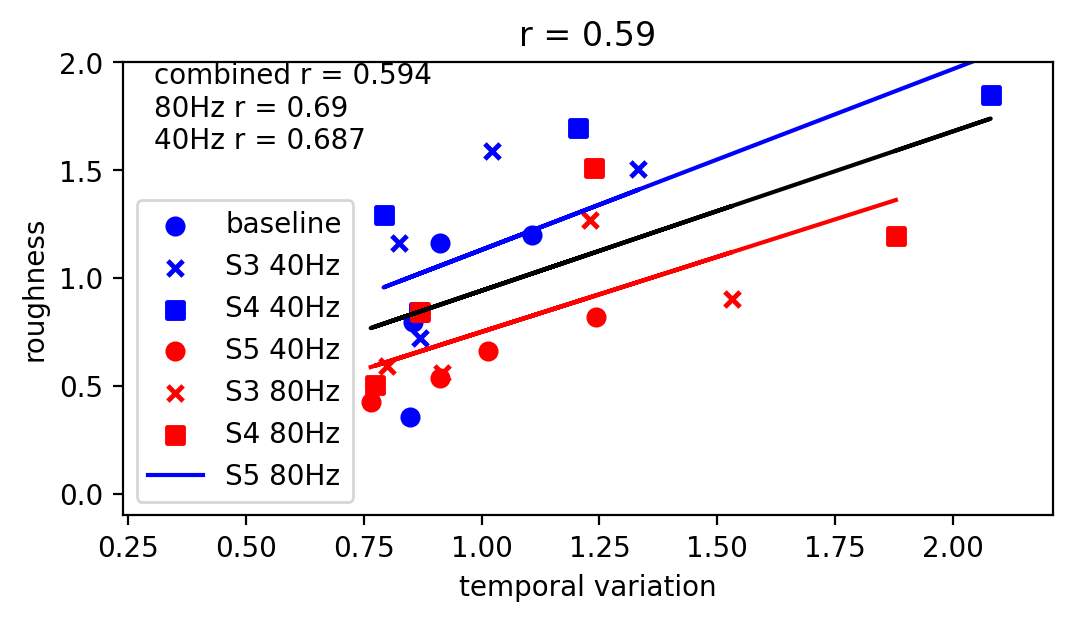 r = 0.59
combined r = 0.594
80Hz r = 0.69
40Hz r = 0.687
2.0
1.5
1.0
0.5
0.0
roughness
baseline
S3 40Hz
S4 40Hz
S5 40Hz
S3 80Hz
S4 80Hz
S5 80Hz
0.25 0.50 0.75 1.00 1.25 1.50 1.75 2.00
temporal variation